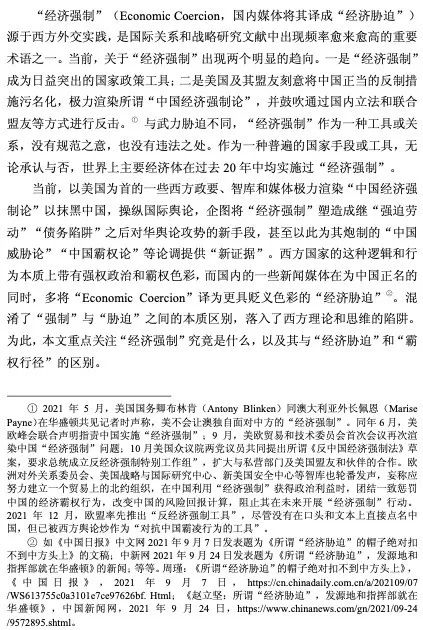 “经济强制”（Economic Coercion，国内媒体将其译成“经济胁迫”）
源于西方外交实践，是国际关系和战略研究文献中出现频率愈来愈高的重要
术语之一。当前，关于“经济强制”出现两个明显的趋向。一是“经济强制”
成为日益突出的国家政策工具；二是美国及其盟友刻意将中国正当的反制措
施污名化，极力渲染所谓“中国经济强制论”，并鼓吹通过国内立法和联合
盟友等方式进行反击。① 与武力胁迫不同，“经济强制”作为一种工具或关
系，没有规范之意，也没有违法之处。作为一种普遍的国家手段或工具，无
论承认与否，世界上主要经济体在过去 20 年中均实施过“经济强制”。
当前，以美国为首的一些西方政要、智库和媒体极力渲染“中国经济强
制论”以抹黑中国，操纵国际舆论，企图将“经济强制”塑造成继“强迫劳
动”“债务陷阱”之后对华舆论攻势的新手段，甚至以此为其炮制的“中国
威胁论”“中国霸权论”等论调提供“新证据”。西方国家的这种逻辑和行
为本质上带有强权政治和霸权色彩，而国内的一些新闻媒体在为中国正名的
同时，多将“Economic Coercion”译为更具贬义色彩的“经济胁迫”②。混
淆了“强制”与“胁迫”之间的本质区别，落入了西方理论和思维的陷阱。
为此，本文重点关注“经济强制”究竟是什么，以及其与“经济胁迫”和“霸
权行径”的区别。
① 2021 年 5 月，美国国务卿布林肯（Antony Blinken）同澳大利亚外长佩恩（Marise
Payne)在华盛顿共见记者时声称，美不会让澳独自面对中方的“经济强制”。同年 6 月，美
欧峰会联合声明指责中国实施“经济强制”；9 月，美欧贸易和技术委员会首次会议再次渲
染中国“经济强制”问题；10 月美国众议院两党议员共同提出所谓《反中国经济强制法》草
案，要求总统成立反经济强制特别工作组”，扩大与私营部门及美国盟友和伙伴的合作。欧
洲对外关系委员会、美国战略与国际研究中心、新美国安全中心等智库也轮番发声，妄称应
努力建立一个贸易上的北约组织，在中国利用“经济强制”获得政治利益时，团结一致惩罚
中国的经济霸权行为，改变中国的风险回报计算，阻止其在未来开展“经济强制”行动。
2021 年 12 月，欧盟率先推出“反经济强制工具”，尽管没有在口头和文本上直接点名中
国，但已被西方舆论炒作为“对抗中国霸凌行为的工具”。
② 如《中国日报》中文网 2021 年 9 月 7 日发表题为《所谓“经济胁迫”的帽子绝对扣
不到中方头上》的文稿；中新网 2021 年 9 月 24 日发表题为《所谓“经济胁迫”，发源地和
指挥部就在华盛顿》的新闻；等等。周瑾：《所谓“经济胁迫”的帽子绝对扣不到中方头上》，
《中国日报》，2021 年 9 月 7 日，https://cn.chinadaily.com.cn/a/202109/07
/WS613755c0a3101e7ce97626bf. Html；《赵立坚：所谓“经济胁迫”，发源地和指挥部就在
华盛顿》，中国新闻网，2021 年 9 月 24 日，https://www.chinanews.com/gn/2021/09-24
/9572895.shtml。